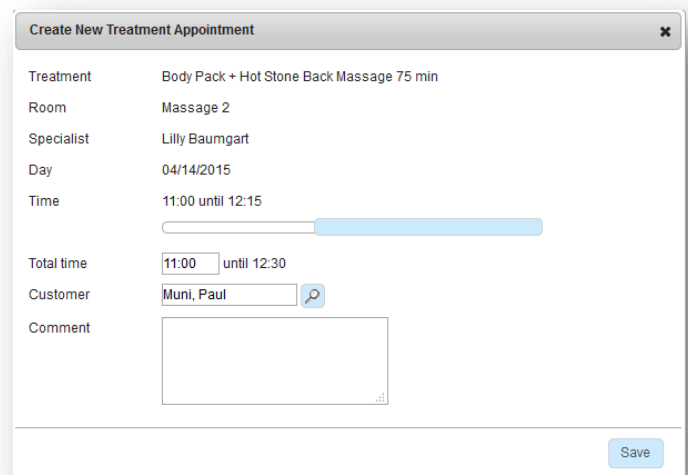 Create New Treatment Appointment
Treatment Body Pack + Hot Stone Back Massage 75 min
Room Massage 2
Specialist Lilly Baumgart
Day 04/14/2015
Time 11:00 until 12:15
Total time 11:00 until 12:30
Customer Muni, Paul
Comment
Save